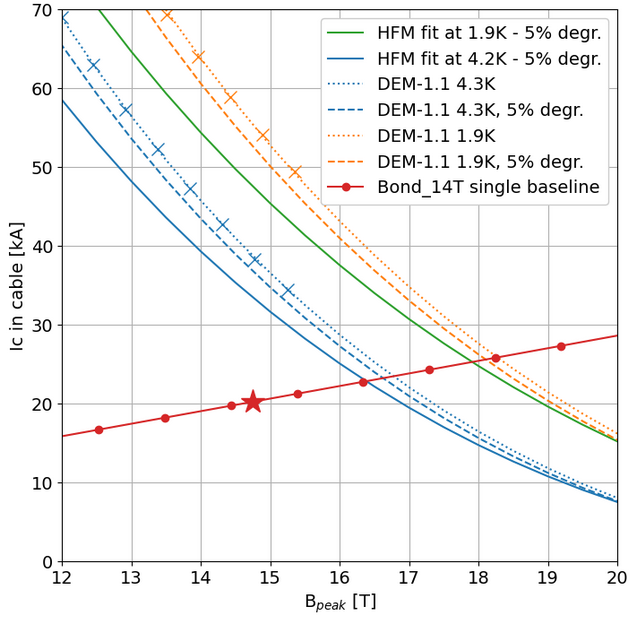 70
60
50
40
30
20
10
0
Ic in cable [kA]
HFM fit at 1.9K - 5% degr.
HFM fit at 4.2K - 5% degr.
DEM-1.1 4.3K
DEM-1.1 4.3K, 5% degr.
DEM-1.1 1.9K
DEM-1.1 1.9K, 5% degr.
Bond_14T single baseline
12 13 14 15 16 17 18 19 20
Bpeak [T]